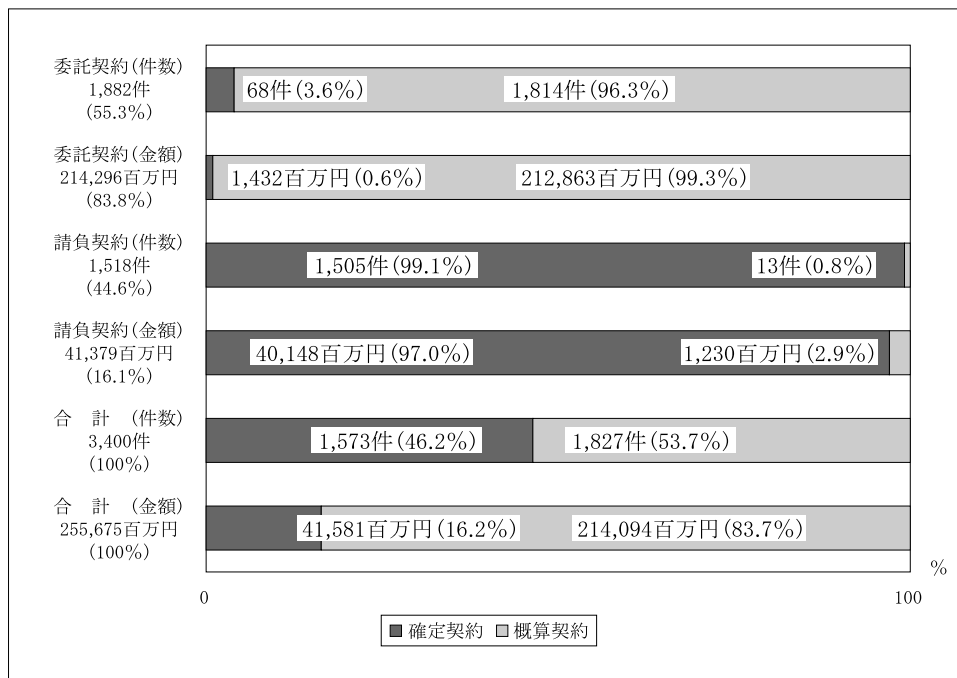 委託契約(件数)
1,882件
(55.3%)
68件(3.6%)
1,814件(96.3%)
委託契約(金額)
214,296百万円
(83.8%)
1,432百万円(0.6%)
212,863百万円(99.3%)
請負契約(件数)
1,518件
(44.6%)
1,505件(99.1%)
13件(0.8%)
請負契約(金額)
41,379百万円
(16.1%)
40,148百万円(97.0%)
1,230百万円(2.9%)
合　計　(件数)
3,400件
(100%)
1,573件(46.2%)
1,827件(53.7%)
合　計　(金額)
255,675百万円
(100%)
41,581百万円(16.2%)
214,094百万円(83.7%)
%
0
100
確定契約
概算契約